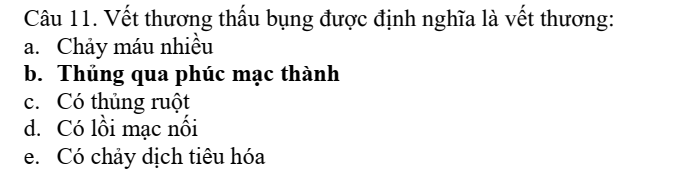 Câu 11. Vết thương thấu bụng được định nghĩa là vết thương:
a. Chảy máu nhiều
b. Thủng qua phúc mạc thành
c. Có thủng ruột
d. Có lồi mạc nối
e. Có chảy dịch tiêu hóa